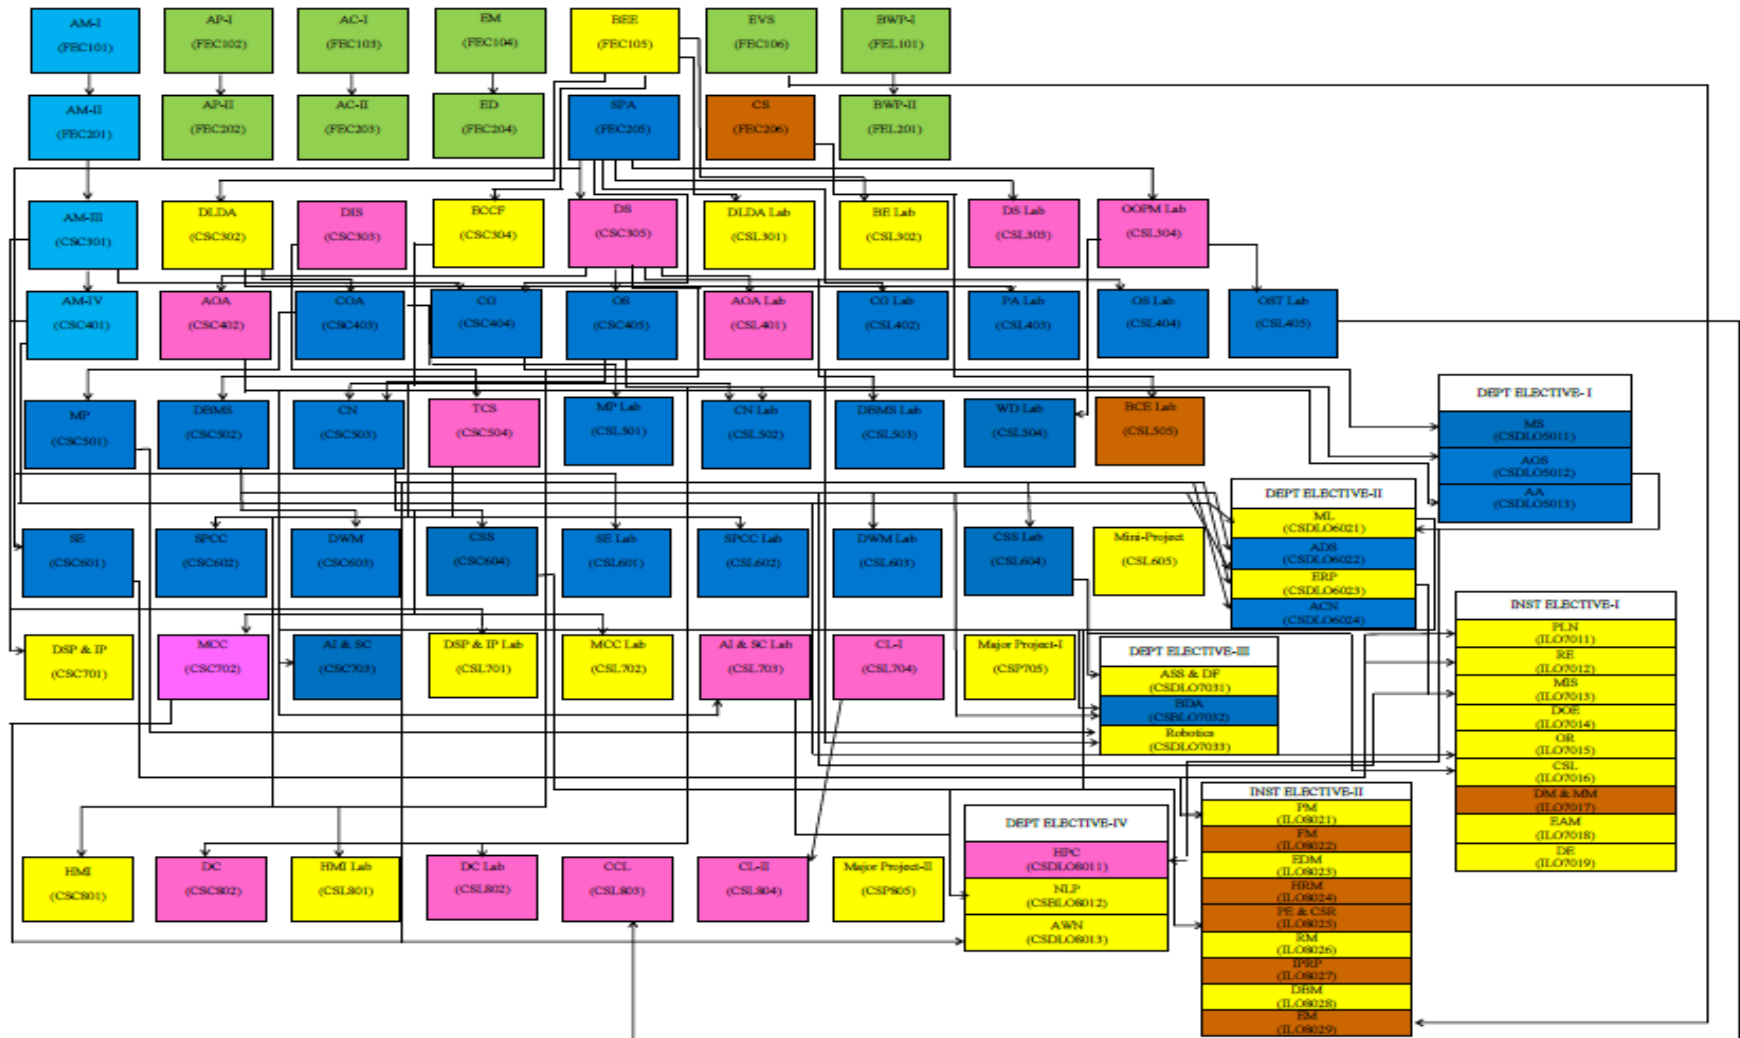 AM-I
(FEC101)
AP-I
(FEC102)
AC-I
(FEC103)
EM
(FEC104)
BEE
(FEC105)
EVS
(FEC106)
BWP-I
(FEL101)
AM-II
(FEC201)
AP-II
(FEC202)
AC-II
(FEC203)
ED
(FEC204)
SPA
(FEC205)
CS
(FEC206)
BWP-II
(FEL201)
AM-III
(CSC301)
DLDA
(CSC302)
DIS
(CSC303)
ECCF
(CSC304)
DS
(CSC305)
DLDA Lab
(CSL301)
BE Lab
(CSL302)
DS Lab
(CSL303)
OOPM Lab
(CSL304)
AM-IV
(CSC401)
AOA
(CSC402)
COA
(CSC403)
CG
(CSC404)
OS
(CSC405)
AOA Lab
(CSL401)
CG Lab
(CSL402)
PA Lab
(CSL403)
OS Lab
(CSL404)
OST Lab
(CSL405)
MP
(CSC501)
DBMS
(CSC502)
CN
(CSC503)
TCS
(CSC504)
MP Lab
(CSL501)
CN Lab
(CSL502)
DBMS Lab
(CSL503)
WD Lab
(CSL504)
BCE Lab
(CSL505)
DEPT ELECTIVE- I
MS
(CSDLO5011)
AOS
(CSDLO5012)
AA
(CSDLO5013)
SE
(CSC601)
SPCC
(CSC602)
DWM
(CSC603)
CSS
(CSC604)
SE Lab
(CSL601)
SPCC Lab
(CSL602)
DWM Lab
(CSL603)
CSS Lab
(CSL604)
Mini-Project
(CSL605)
DEPT ELECTIVE-II
ML
(CSDLO6021)
ADS
(CSDLO6022)
ERP
(CSDLO6023)
ACN
(CSDLO6024)
DSP & IP
(CSC701)
MCC
(CSC702)
AI & SC
(CSC703)
DSP & IP Lab
(CSL701)
MCC Lab
(CSL702)
AI & SC Lab
(CSL703)
CL-I
(CSL704)
Major Project-I
(CSP705)
DEPT ELECTIVE-III
ASS & DF
(CSDLO7031)
BDA
(CSBLO7032)
Robotics
(CSDLO7033)
INST ELECTIVE-I
PLN
(ILO7011)
RE
(ILO7012)
MIS
(ILO7013)
DOE
(ILO7014)
OR
(ILO7015)
CSL
(ILO7016)
DM & MM
(ILO7017)
EAM
(ILO7018)
DE
(ILO7019)
HMI
(CSC801)
DC
(CSC802)
HMI Lab
(CSL801)
DC Lab
(CSL802)
CCL
(CSL803)
CL-II
(CSL804)
Major Project-II
(CSP805)
DEPT ELECTIVE-IV
HPC
(CSDLO8011)
NLP
(CSBLO8012)
AWN
(CSDLO8013)
INST ELECTIVE-II
PM
(ILO8021)
FM
(ILO8022)
EDM
(ILO8023)
HRM
(ILO8024)
PE & CSR
(ILO8025)
RM
(ILO8026)
IPRP
(ILO8027)
DBM
(ILO8028)
EM
(ILO8029)